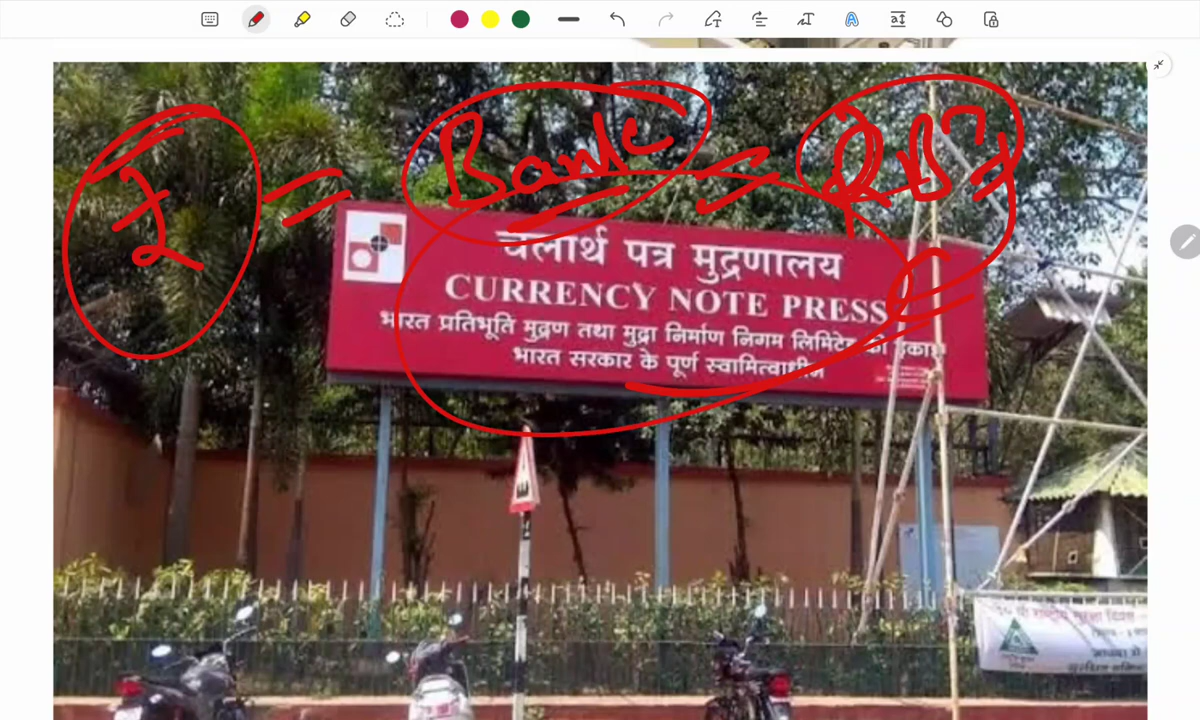 = Bank = RBI
चलार्थ पत्र मुद्रणालय
CURRENCY NOTE PRESS
भारत प्रतिभूति मुद्रण तथा मुद्रा निर्माण निगम लिमिटेड की इकाई
भारत सरकार के पूर्ण स्वामित्वाधीन